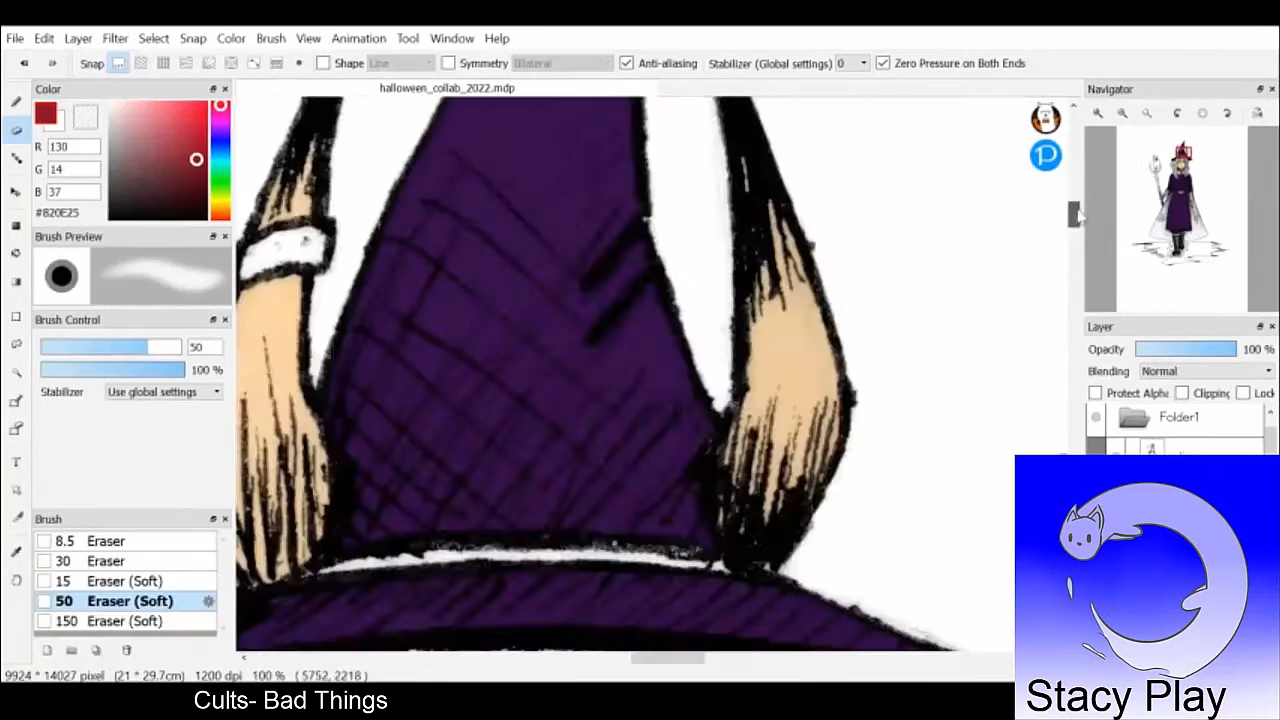 File Edit Layer Filter Select Snap Color Brush View Animation Tool Window Help
Snap Shape Line Symmetry Bilateral Anti-aliasing Stabilizer (Global settings) 0 Zero Pressure on Both Ends
Color
halloween_collab_2022.mdp
Navigator
R 130
G 14
B 37
#820E25
Brush Preview
Brush Control
50
100 %
Stabilizer Use global settings
Layer
Opacity 100 %
Blending Normal
Protect Alpha Clipping Lock
Folder1
Brush
8.5 Eraser
30 Eraser
15 Eraser (Soft)
50 Eraser (Soft)
150 Eraser (Soft)
9924 * 14027 pixel (21 * 29.7cm) 1200 dpi 100 % ( 5752, 2218 )
Cults- Bad Things
Stacy Play